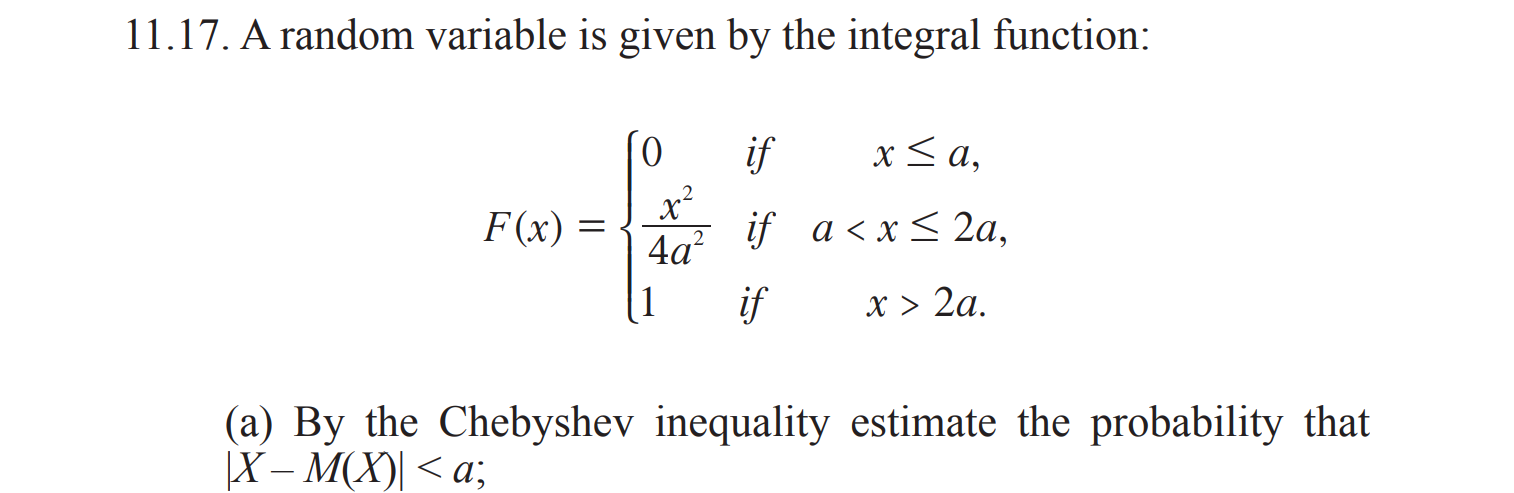 11.17. A random variable is given by the integral function:
F(x) = { 0 if x ≤ a,
x²/4a² if a < x ≤ 2a,
1 if x > 2a.
(a) By the Chebyshev inequality estimate the probability that
|X – M(X)| < a;